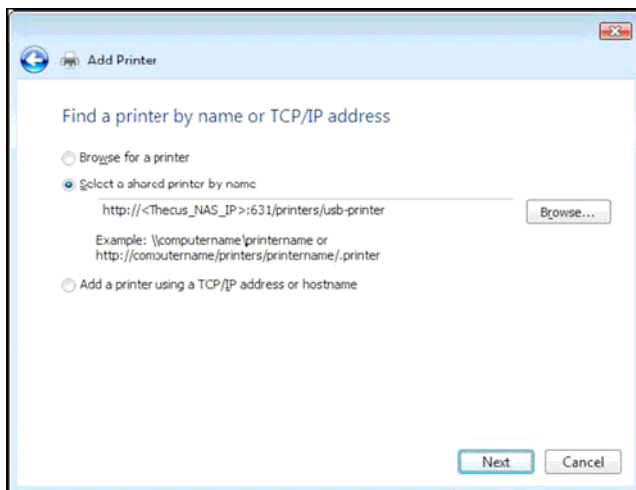 Add Printer
Find a printer by name or TCP/IP address
Browse for a printer
Select a shared printer by name
http://<Thecus_NAS_IP>:631/printers/usb-printer
Browse...
Example: \\computername\printername or
http://computername/printers/printername/.printer
Add a printer using a TCP/IP address or hostname
Next
Cancel